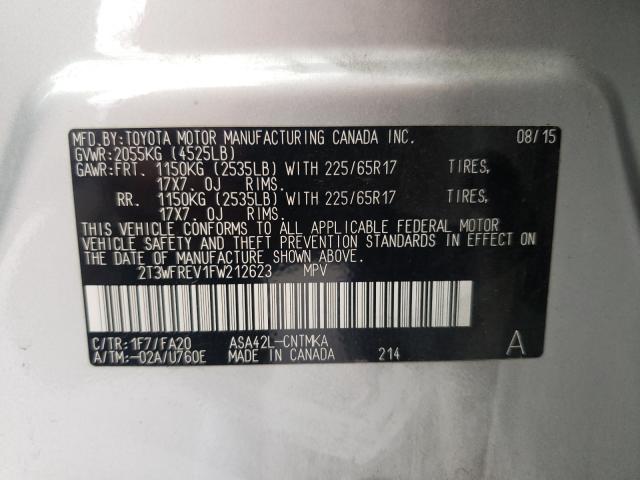 MFD.BY:TOYOTA MOTOR MANUFACTURING CANADA INC. 08/15
GVWR:2055KG (4525LB)
GAWR:FRT. 1150KG (2535LB) WITH 225/65R17 TIRES,
17X7.0J RIMS.
RR. 1150KG (2535LB) WITH 225/65R17 TIRES,
17X7.0J RIMS.
THIS VEHICLE CONFORMS TO ALL APPLICABLE FEDERAL MOTOR
VEHICLE SAFETY AND THEFT PREVENTION STANDARDS IN EFFECT ON
THE DATE OF MANUFACTURE SHOWN ABOVE.
2T3WFREV1FW212623 MPV
C/TR:1F7/FA20 ASA42L-CNTMKA
A/TM:-02A/U760E MADE IN CANADA 214 A